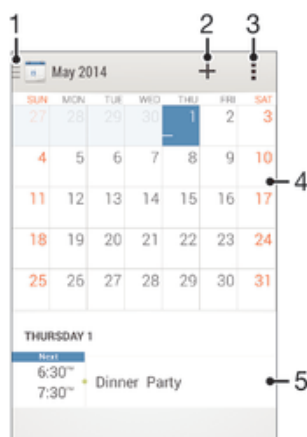 1 2 3
May 2014
SUN MON TUE WED THU FRI SAT
27 28 29 30 1 2 3
4 5 6 7 8 9 10
4
11 12 13 14 15 16 17
18 19 20 21 22 23 24
25 26 27 28 29 30 31
THURSDAY 1
Next
6:30
Dinner Party 5
7:30